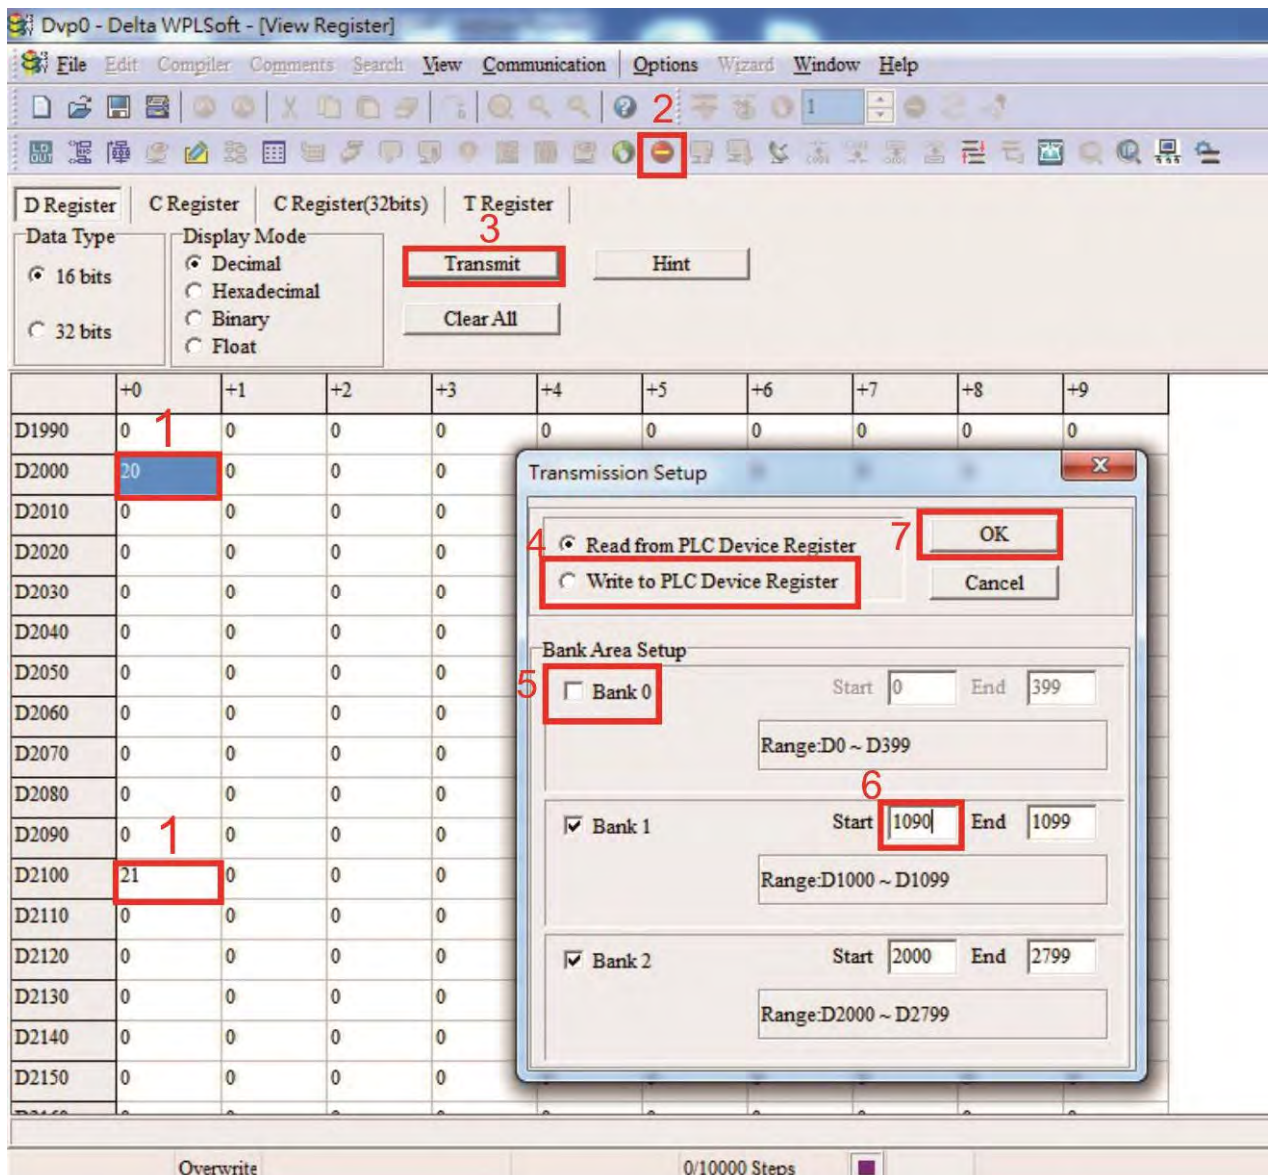 Dvp0 - Delta WPLSoft - [View Register]
File Edit Compiler Comments Search View Communication Options Wizard Window Help
2
1
D Register C Register C Register(32bits) T Register
3
Data Type Display Mode
16 bits
32 bits
Decimal
Hexadecimal
Binary
Float
Transmit Hint
Clear All
+0 +1 +2 +3 +4 +5 +6 +7 +8 +9
1
D1990 0 0 0 0 0 0 0 0 0 0
D2000 20 0 0 0
D2010 0 0 0 0
D2020 0 0 0 0
D2030 0 0 0 0
D2040 0 0 0 0
D2050 0 0 0 0
D2060 0 0 0 0
D2070 0 0 0 0
D2080 0 0 0 0
D2090 0 0 0 0
1
D2100 21 0 0 0
D2110 0 0 0 0
D2120 0 0 0 0
D2130 0 0 0 0
D2140 0 0 0 0
D2150 0 0 0 0
Transmission Setup
4
Read from PLC Device Register
Write to PLC Device Register
7
OK
Cancel
Bank Area Setup
5
Bank 0 Start 0 End 399
Range:D0 ~ D399
6
Bank 1 Start 1090 End 1099
Range:D1000 ~ D1099
Bank 2 Start 2000 End 2799
Range:D2000 ~ D2799
Overwrite 0/10000 Steps